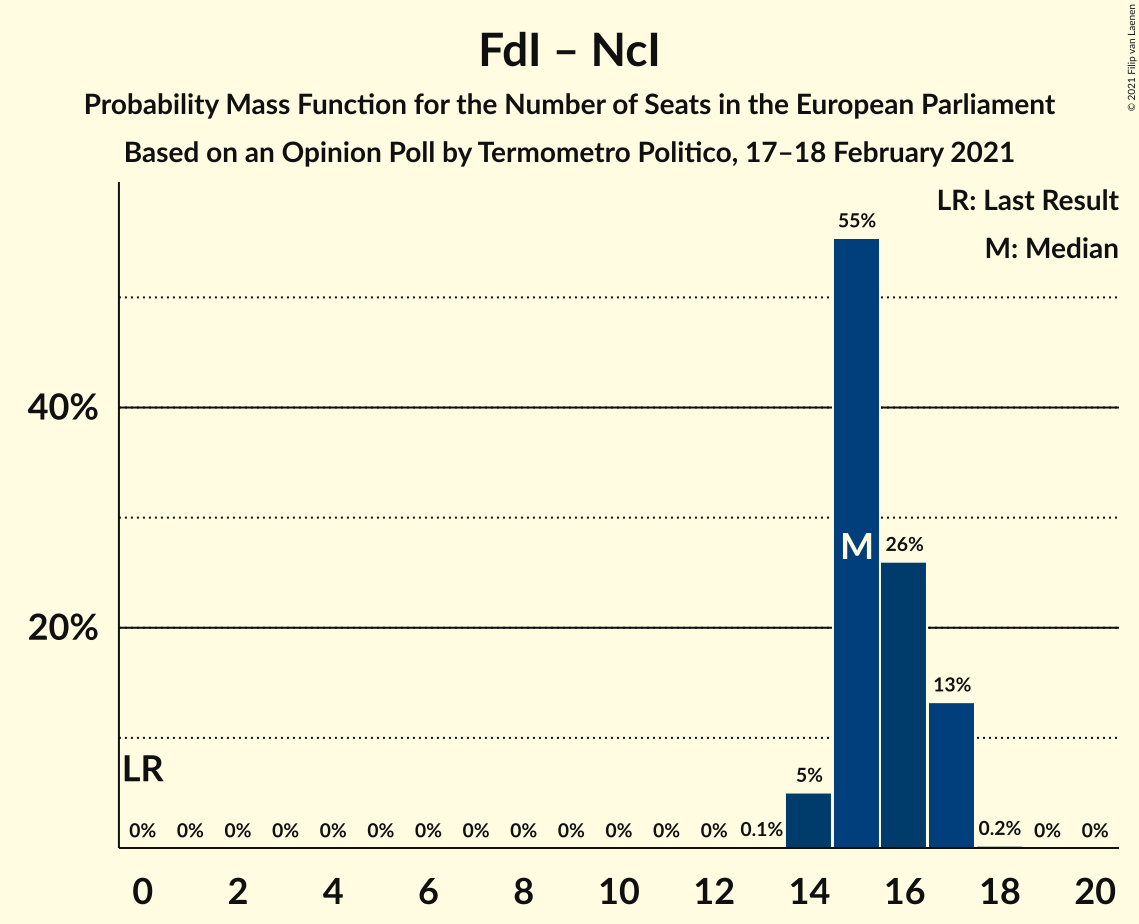 FdI – NcI
Probability Mass Function for the Number of Seats in the European Parliament
Based on an Opinion Poll by Termometro Politico, 17–18 February 2021
© 2021 Filip van Laenen
LR: Last Result
M: Median
55%
40%
M
26%
20%
13%
LR
5%
0% 0% 0% 0% 0% 0% 0% 0% 0% 0% 0% 0% 0% 0.1% 0.2% 0% 0%
0 2 4 6 8 10 12 14 16 18 20